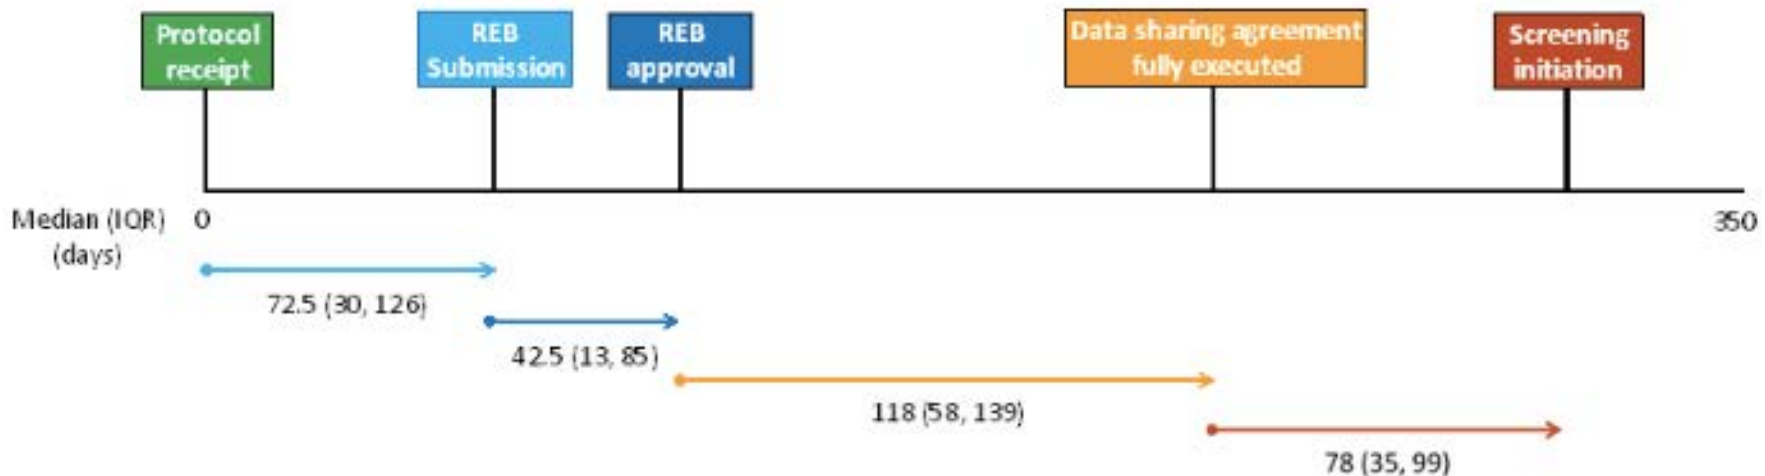 Protocol
receipt
REB
Submission
REB
approval
Data sharing agreement
fully executed
Screening
initiation
Median (IQR)
(days)
0
350
72.5 (30, 126)
42.5 (13, 85)
118 (58, 139)
78 (35, 99)